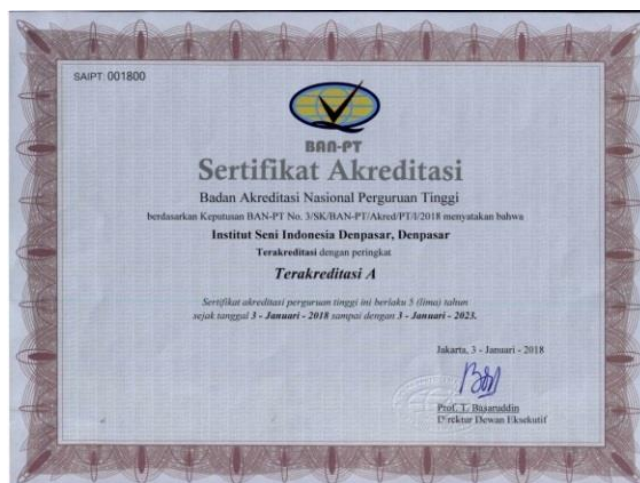 SAIPT: 001800
BAN-PT
Sertifikat Akreditasi
Badan Akreditasi Nasional Perguruan Tinggi
berdasarkan Keputusan BAN-PT No. 3/SK/BAN-PT/Akred/PT/I/2018 menyatakan bahwa
Institut Seni Indonesia Denpasar, Denpasar
Terakreditasi dengan peringkat
Terakreditasi A
Sertifikat akreditasi perguruan tinggi ini berlaku 5 (lima) tahun
sejak tanggal 3 - Januari - 2018 sampai dengan 3 - Januari - 2023.
Jakarta, 3 - Januari - 2018
Prof. T. Basaruddin
Direktur Dewan Eksekutif